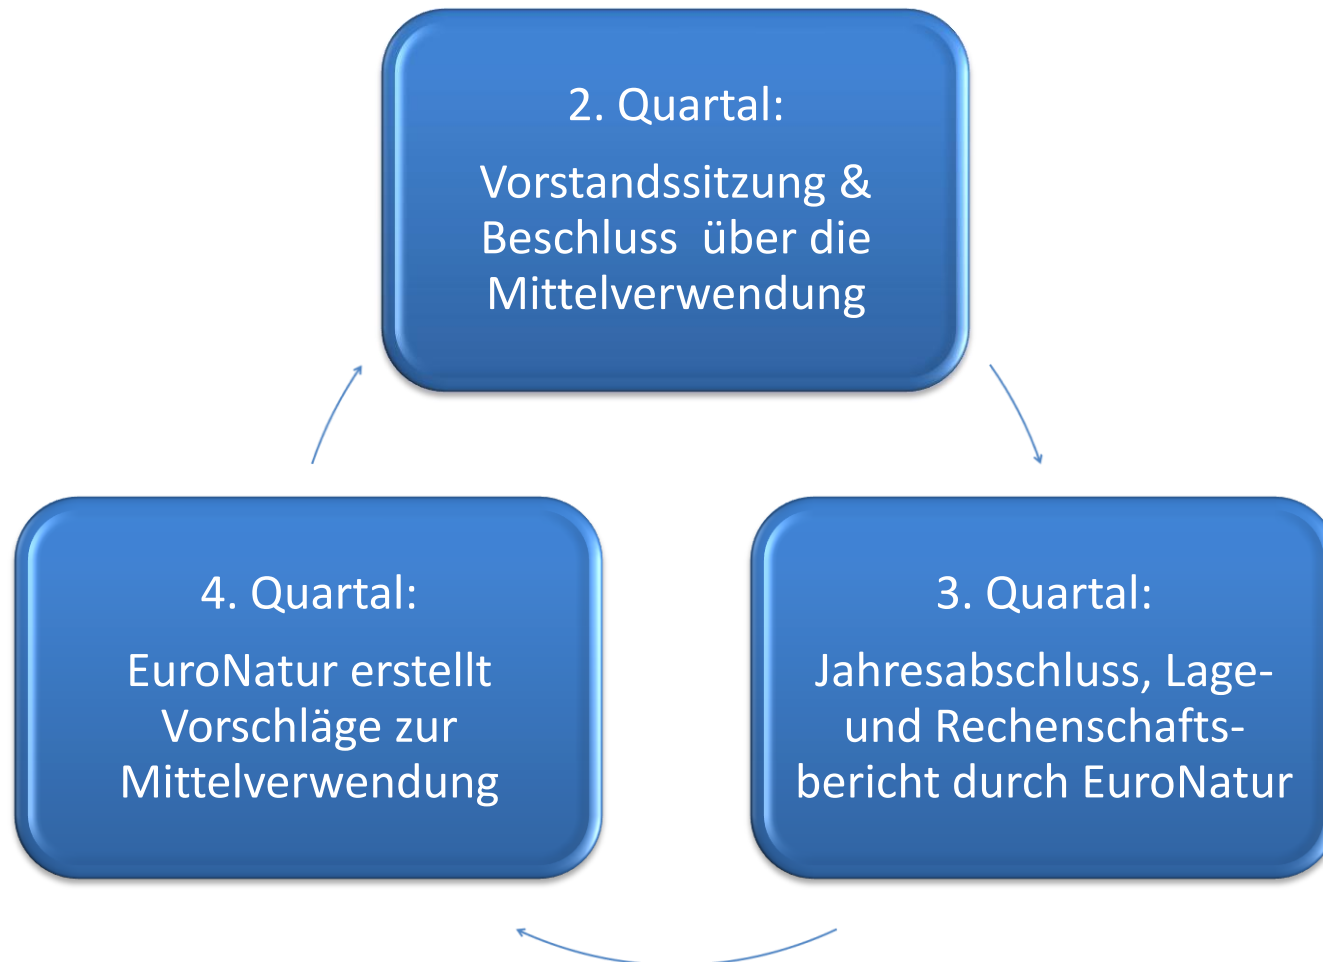 2. Quartal:
Vorstandssitzung &
Beschluss über die
Mittelverwendung
4. Quartal:
EuroNatur erstellt
Vorschläge zur
Mittelverwendung
3. Quartal:
Jahresabschluss, Lage-
und Rechenschafts-
bericht durch EuroNatur